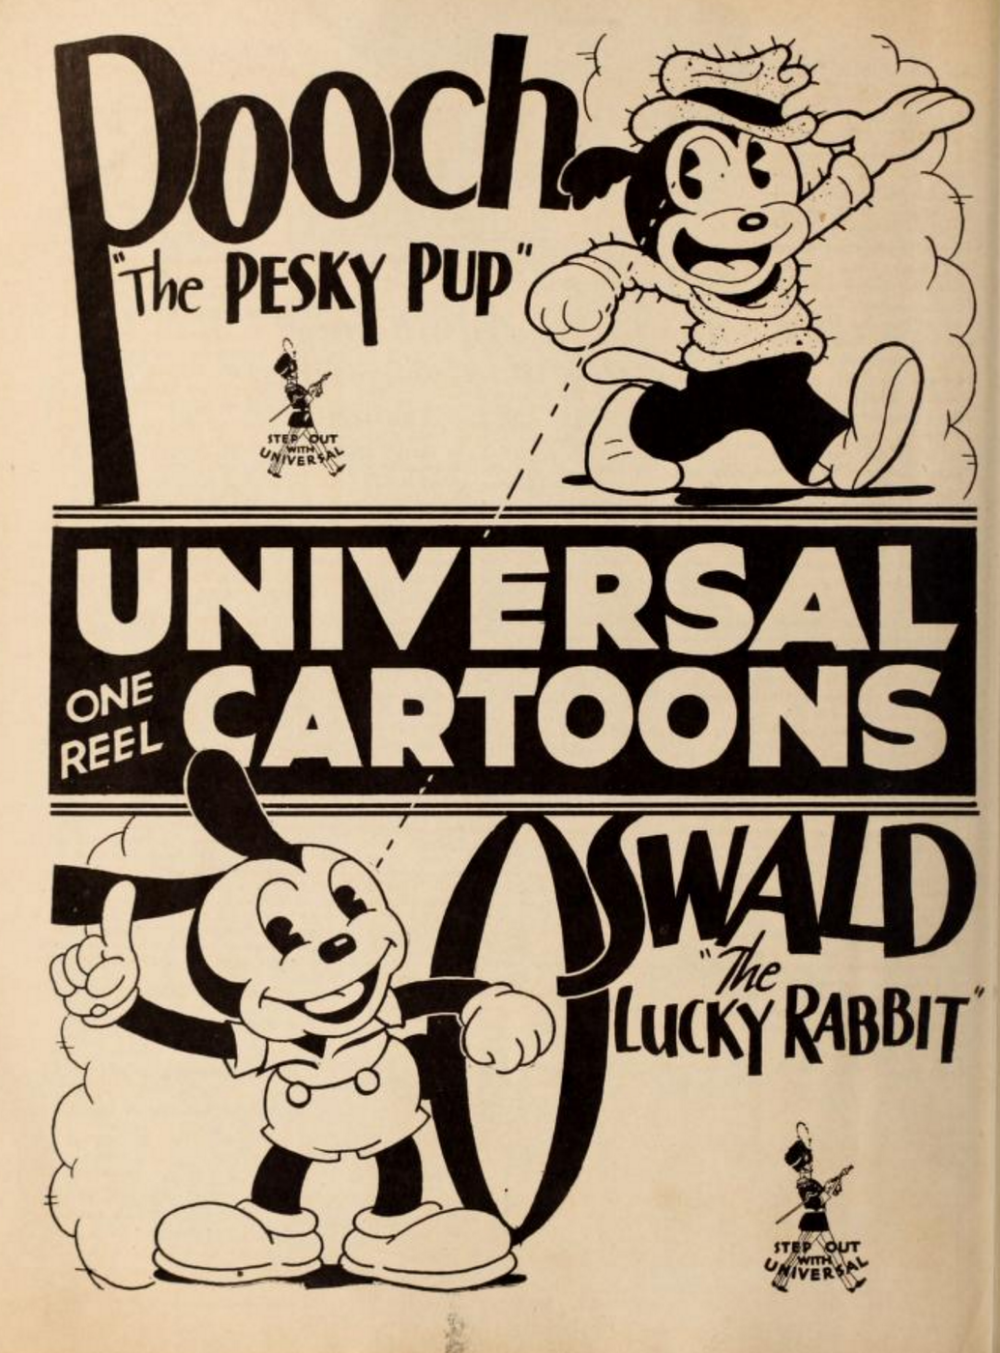 Pooch
"The PESKY PUP"
STEP OUT
WITH
UNIVERSAL
UNIVERSAL
ONE REEL CARTOONS
OSWALD
"The
LUCKY RABBIT"
STEP OUT
WITH
UNIVERSAL